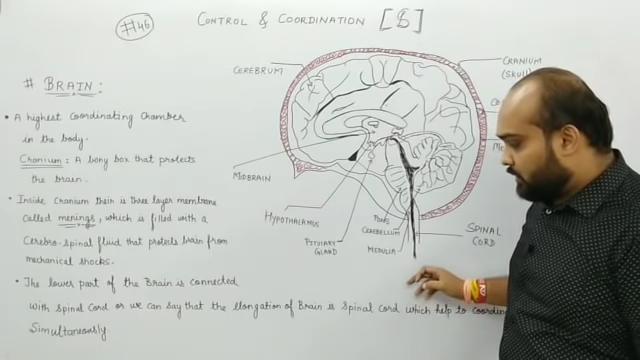 #46
CONTROL & COORDINATION [8]
# BRAIN:
• A highest coordinating Chamber
in the body.
Cranium: A bony box that protects
the brain.
• Inside Cranium their is three layer membrane
called menings, which is filled with a
Cerebro-spinal fluid that protects brain from
mechanical shocks.
• The lower part of the Brain is connected
with Spinal Cord or we can say that the elongation of Brain is Spinal Cord which help to
Simultaneously
CEREBRUM
MIDBRAIN
HYPOTHALAMUS
PITUIARY
GLAND
PONS
CEREBELLUM
MEDULLA
CRANIUM
(SKULL)
SPINAL
CORD